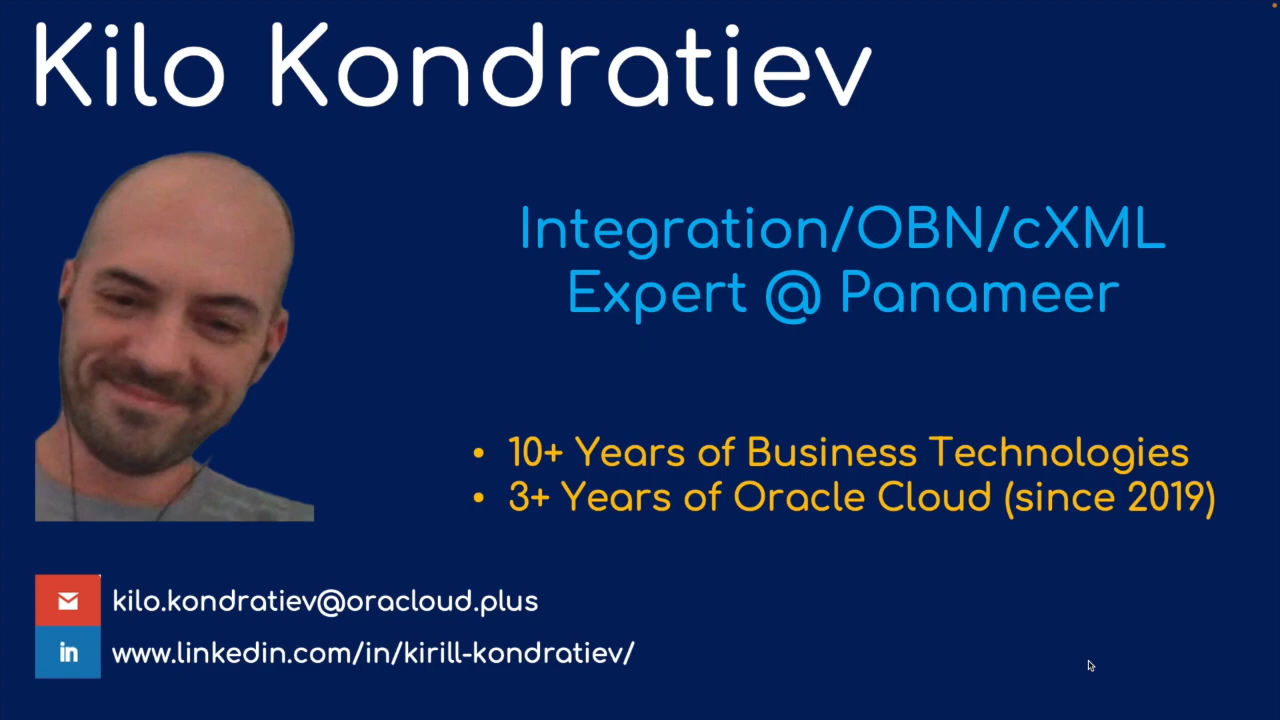 Kilo Kondratiev
Integration/OBN/cXML
Expert @ Panameer
• 10+ Years of Business Technologies
• 3+ Years of Oracle Cloud (since 2019)
kilo.kondratiev@oracloud.plus
in www.linkedin.com/in/kirill-kondratiev/